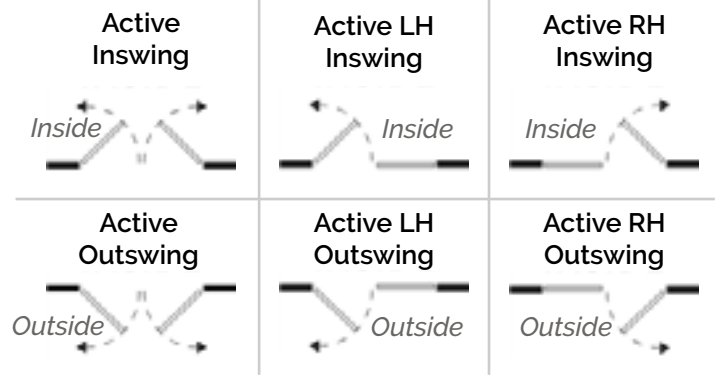 Active
Inswing
Inside
Active LH
Inswing
Inside
Active RH
Inswing
Inside
Active
Outswing
Outside
Active LH
Outswing
Outside
Active RH
Outswing
Outside